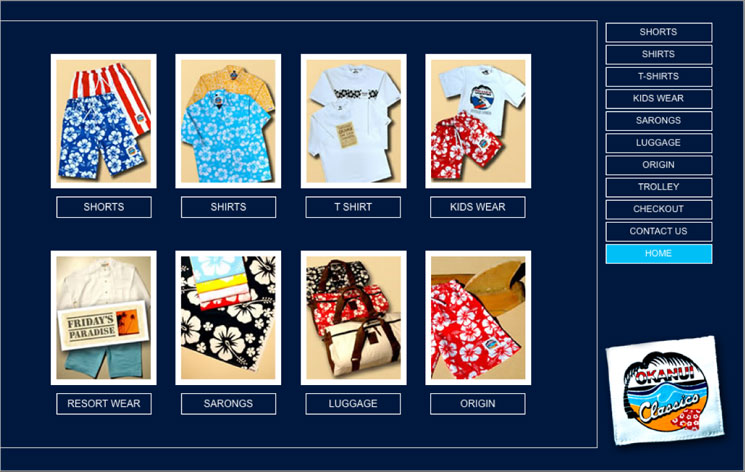 SHORTS
SHIRTS
T SHIRT
KIDS WEAR
FRIDAY'S
PARADISE
RESORT WEAR
SARONGS
LUGGAGE
ORIGIN
SHORTS
SHIRTS
T-SHIRTS
KIDS WEAR
SARONGS
LUGGAGE
ORIGIN
TROLLEY
CHECKOUT
CONTACT US
HOME
OKANUI
Classics